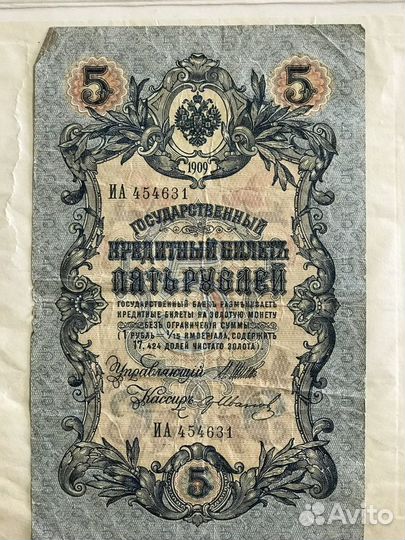 5 5
1909
ИА 454631
ГОСУДАРСТВЕННЫЙ
КРЕДИТНЫЙ БИЛЕТЪ
ПЯТЬ РУБЛЕЙ
ГОСУДАРСТВЕННЫЙ БАНКЪ РАЗМѢНИВАЕТЪ
КРЕДИТНЫЕ БИЛЕТЫ НА ЗОЛОТУЮ МОНЕТУ
БЕЗЪ ОГРАНИЧЕНІЯ СУММЫ
(1 РУБЛЬ = 1/15 ИМПЕРІАЛА, СОДЕРЖИТЪ
17,424 ДОЛЕЙ ЧИСТАГО ЗОЛОТА).
Управляющій
Кассиръ
ИА 454631
5
Avito